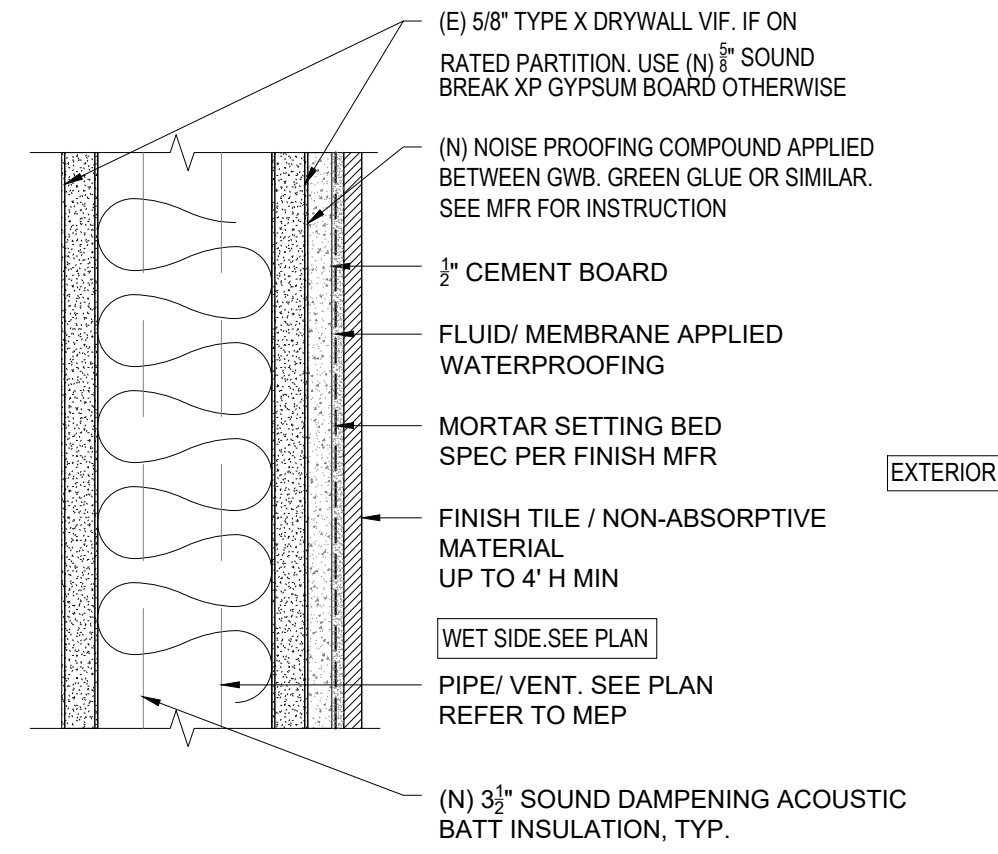 (E) 5/8" TYPE X DRYWALL VIF. IF ON
RATED PARTITION. USE (N) 5/8" SOUND
BREAK XP GYPSUM BOARD OTHERWISE
(N) NOISE PROOFING COMPOUND APPLIED
BETWEEN GWB. GREEN GLUE OR SIMILAR.
SEE MFR FOR INSTRUCTION
1/2" CEMENT BOARD
FLUID/ MEMBRANE APPLIED
WATERPROOFING
MORTAR SETTING BED
SPEC PER FINISH MFR
EXTERIOR
FINISH TILE / NON-ABSORPTIVE
MATERIAL
UP TO 4' H MIN
WET SIDE.SEE PLAN
PIPE/ VENT. SEE PLAN
REFER TO MEP
(N) 3 1/2" SOUND DAMPENING ACOUSTIC
BATT INSULATION, TYP.